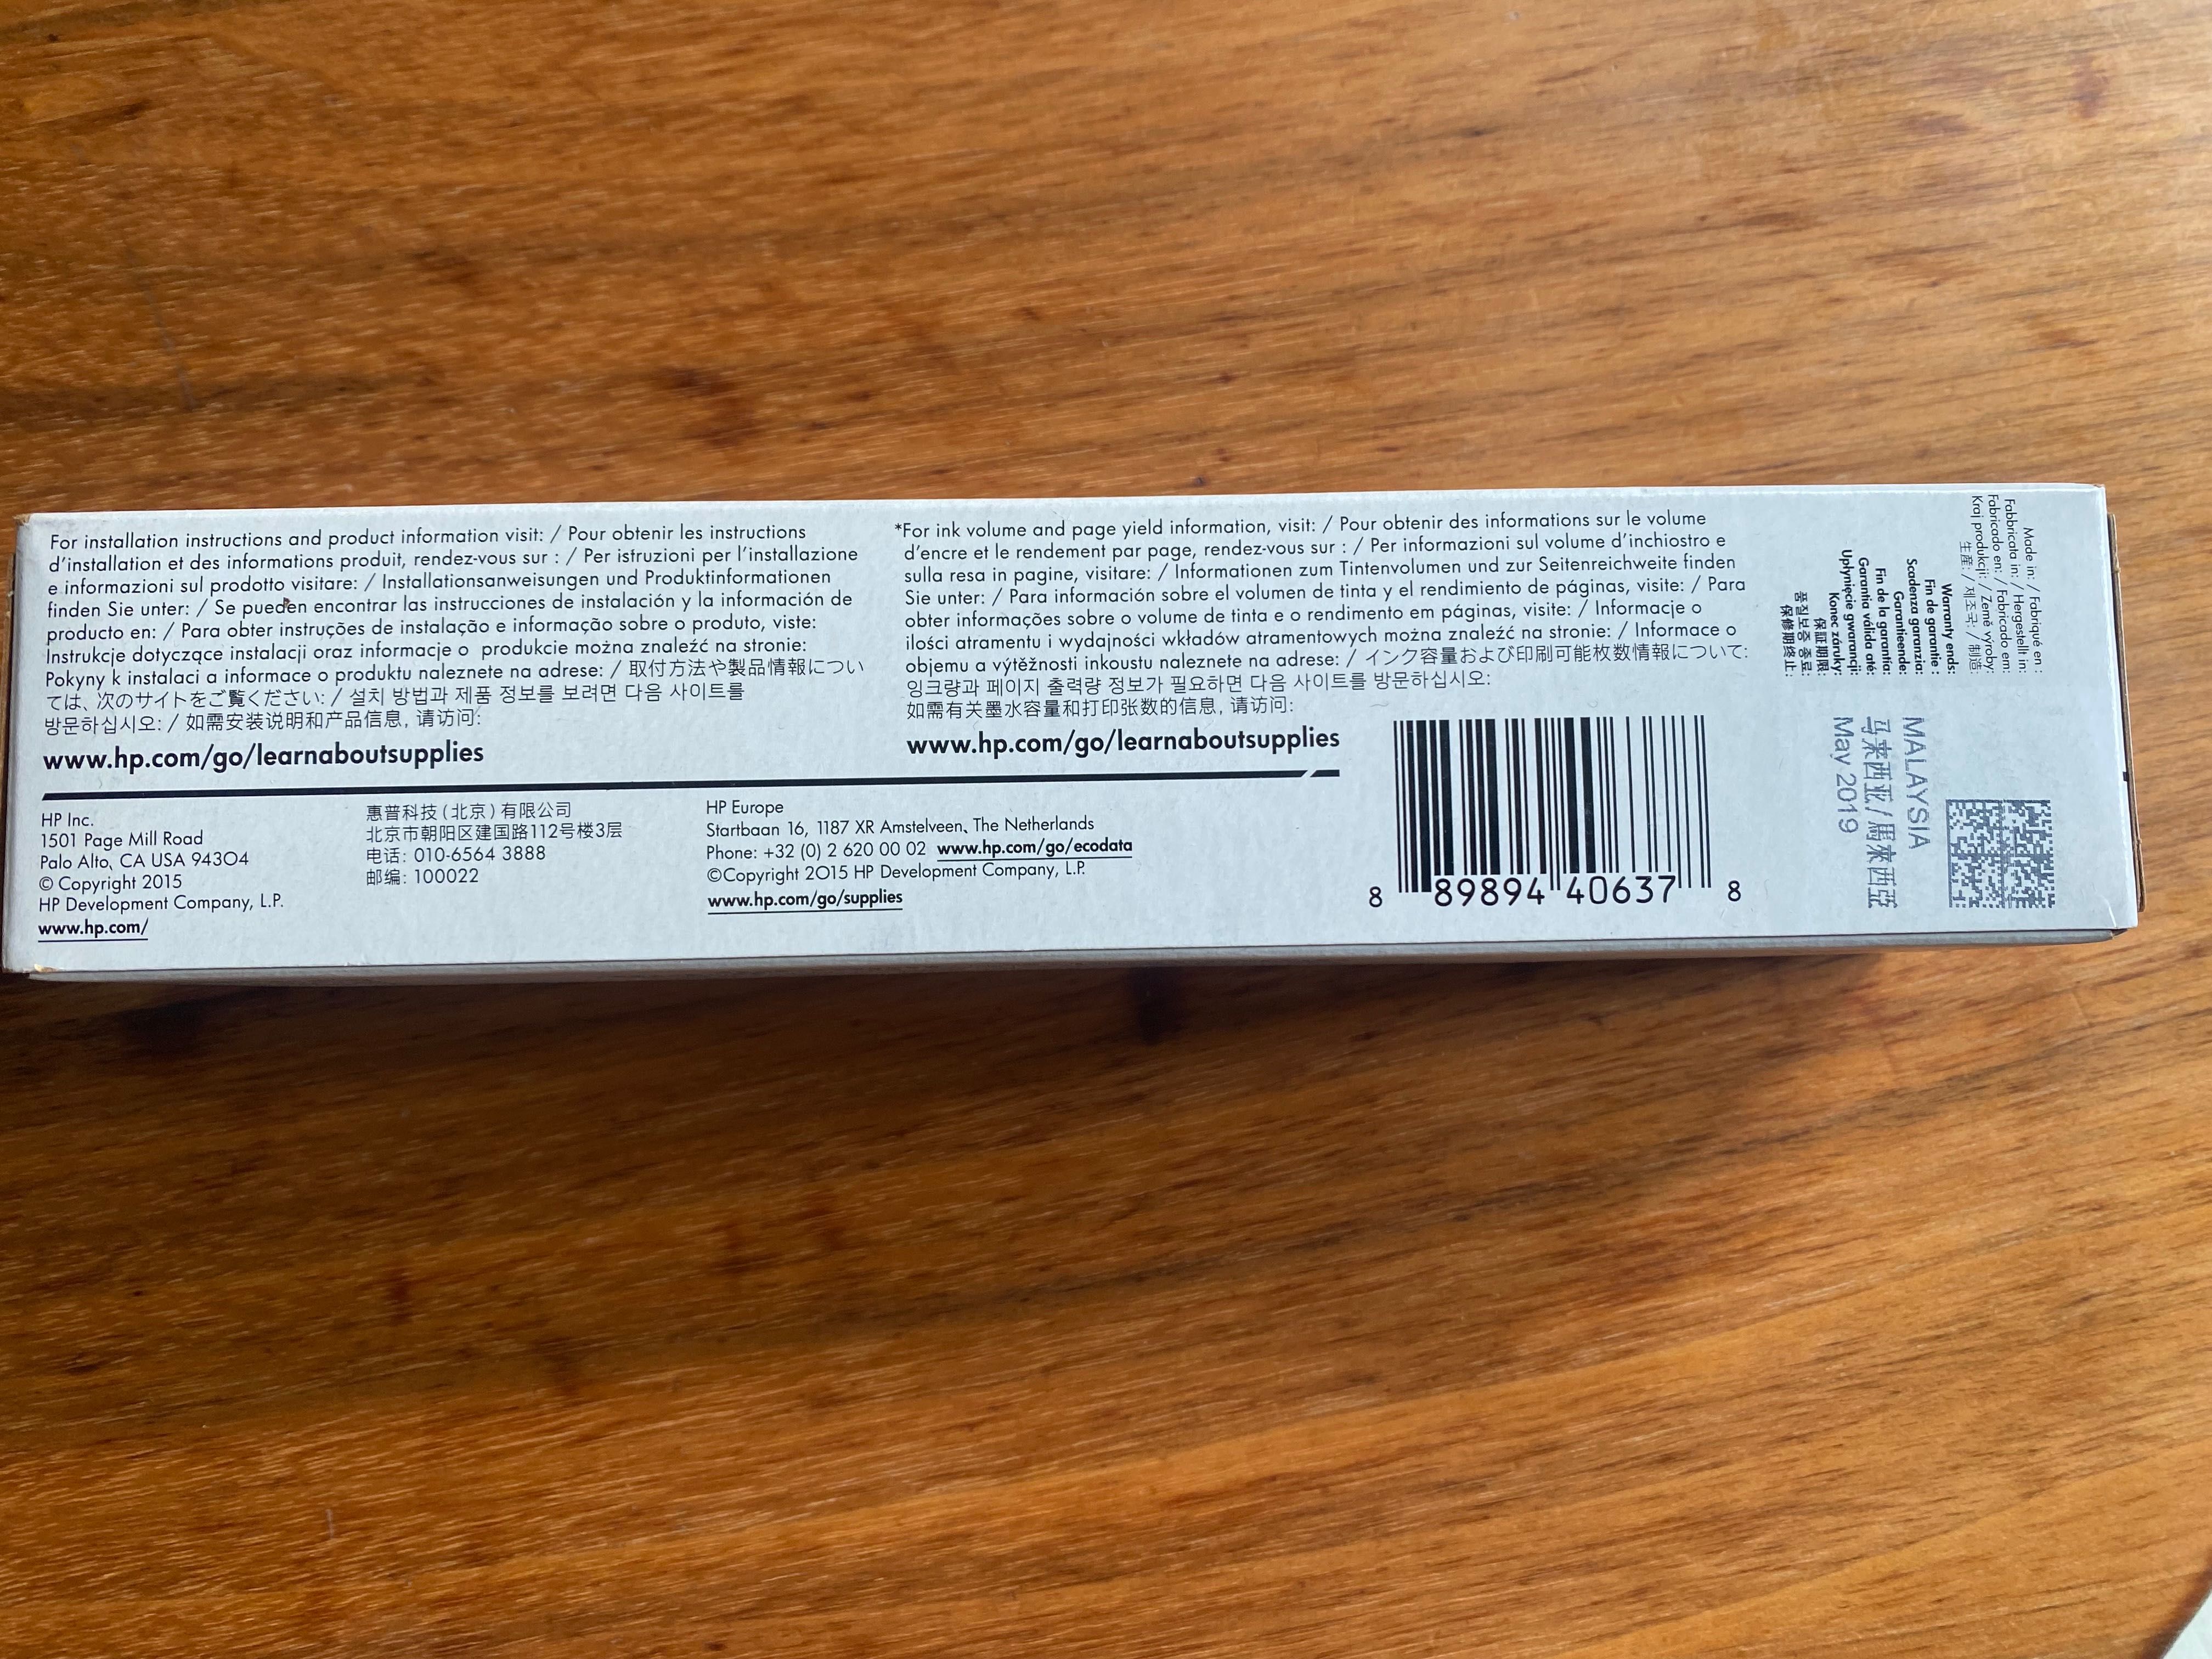 For installation instructions and product information visit: / Pour obtenir les instructions
d'installation et des informations produit, rendez-vous sur : / Per istruzioni per l'installazione
e informazioni sul prodotto visitare: / Installationsanweisungen und Produktinformationen
finden Sie unter: / Se pueden encontrar las instrucciones de instalación y la información de
producto en: / Para obter instruções de instalação e informação sobre o produto, viste:
Instrukcje dotyczące instalacji oraz informacje o produkcie można znaleźć na stronie:
Pokyny k instalaci a informace o produktu naleznete na adrese: / 取付方法や製品情報につい
ては、次のサイトをご覧ください: / 설치 방법과 제품 정보를 보려면 다음 사이트를
방문하십시오: / 如需安装说明和产品信息, 请访问:
www.hp.com/go/learnaboutsupplies
*For ink volume and page yield information, visit: / Pour obtenir des informations sur le volume
d'encre et le rendement par page, rendez-vous sur : / Per informazioni sul volume d'inchiostro e
sulla resa in pagine, visitare: / Informationen zum Tintenvolumen und zur Seitenreichweite finden
Sie unter: / Para información sobre el volumen de tinta y el rendimiento de páginas, visite: / Para
obter informações sobre o volume de tinta e o rendimento em páginas, visite: / Informacje o
ilości atramentu i wydajności wkładów atramentowych można znaleźć na stronie: / Informace o
objemu a výtěžnosti inkoustu naleznete na adrese: / インク容量および印刷可能枚数情報について:
잉크량과 페이지 출력량 정보가 필요하면 다음 사이트를 방문하십시오:
如需有关墨水容量和打印张数的信息, 请访问:
www.hp.com/go/learnaboutsupplies
HP Inc.
1501 Page Mill Road
Palo Alto, CA USA 94304
© Copyright 2015
HP Development Company, L.P.
www.hp.com/
惠普科技(北京)有限公司
北京市朝阳区建国路112号楼3层
电话: 010-6564 3888
邮编: 100022
HP Europe
Startbaan 16, 1187 XR Amstelveen, The Netherlands
Phone: +32 (0) 2 620 00 02 www.hp.com/go/ecodata
©Copyright 2015 HP Development Company, L.P.
www.hp.com/go/supplies
8 89894 40637 8
Made in: / Fabriqué en :
Fabbricato in: / Hergestellt in:
Fabricado en: / Fabricado em:
Kraj produkcji: / Země výroby:
生産: / 제조국: / 制造:
Warranty ends:
Fin de garantie :
Scadenza garanzia:
Garantieende:
Fin de la garantía:
Garantia válida até:
Upłynięcie gwarancji:
Konec záruky:
保証期限:
품질보증 종료:
保修期终止:
MALAYSIA
马来西亚/馬來西亞
May 2019